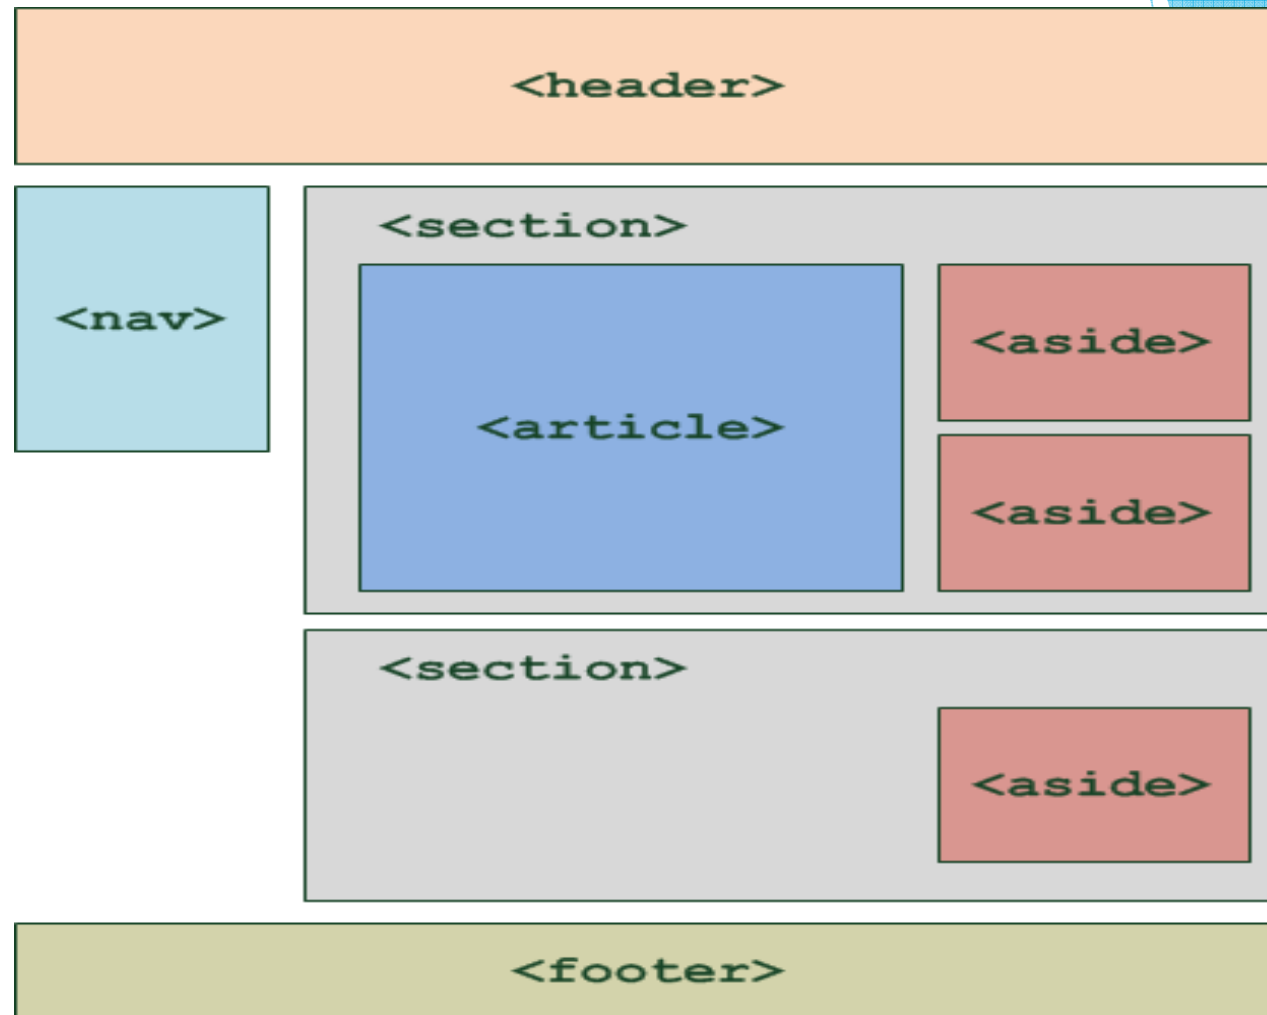 <header>
<nav>
<section>
<article>
<aside>
<aside>
<section>
<aside>
<footer>